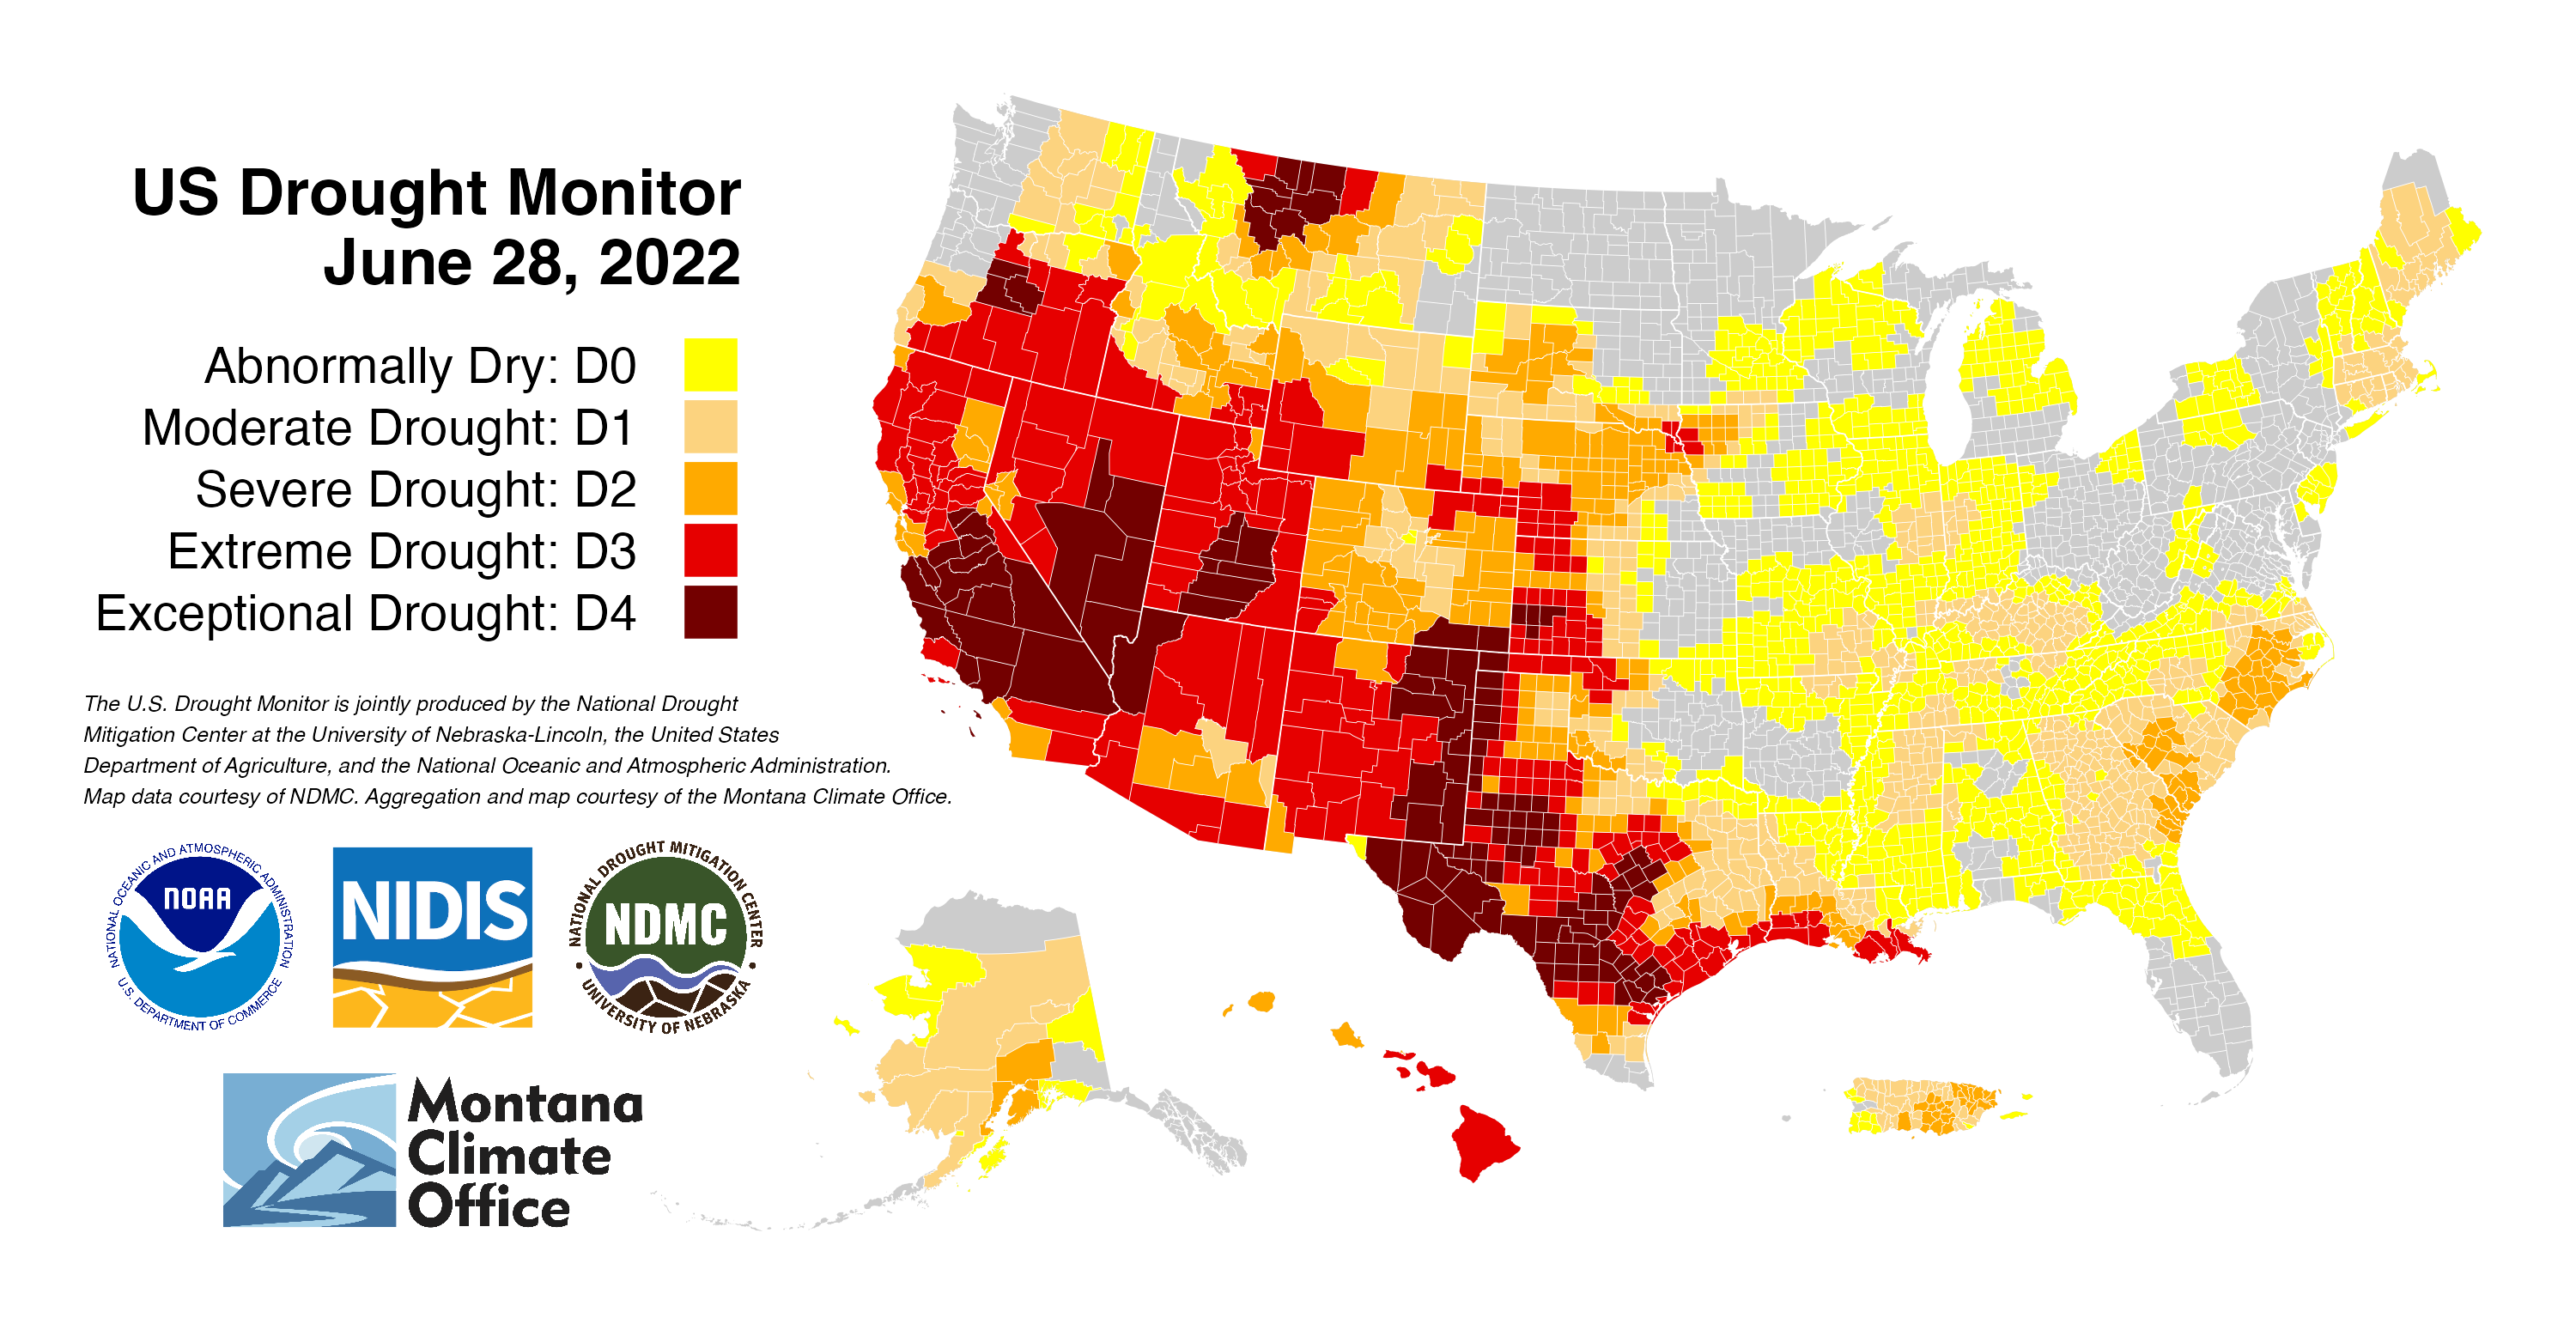 US Drought Monitor
June 28, 2022
Abnormally Dry: D0
Moderate Drought: D1
Severe Drought: D2
Extreme Drought: D3
Exceptional Drought: D4
The U.S. Drought Monitor is jointly produced by the National Drought
Mitigation Center at the University of Nebraska-Lincoln, the United States
Department of Agriculture, and the National Oceanic and Atmospheric Administration.
Map data courtesy of NDMC. Aggregation and map courtesy of the Montana Climate Office.
NATIONAL OCEANIC AND ATMOSPHERIC ADMINISTRATION
NOAA
U.S. DEPARTMENT OF COMMERCE
NIDIS
NATIONAL DROUGHT MITIGATION CENTER
NDMC
UNIVERSITY OF NEBRASKA
Montana
Climate
Office